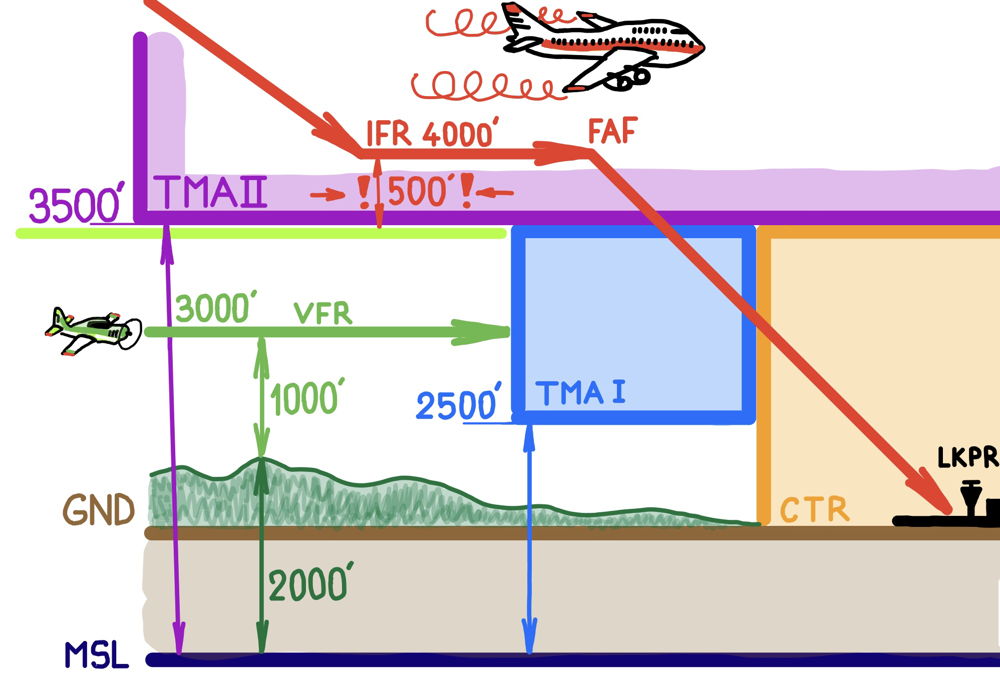 IFR 4000′
FAF
3500′
TMA II
! 500′ !
3000′
VFR
1000′
2500′
TMA I
LKPR
GND
CTR
2000′
MSL